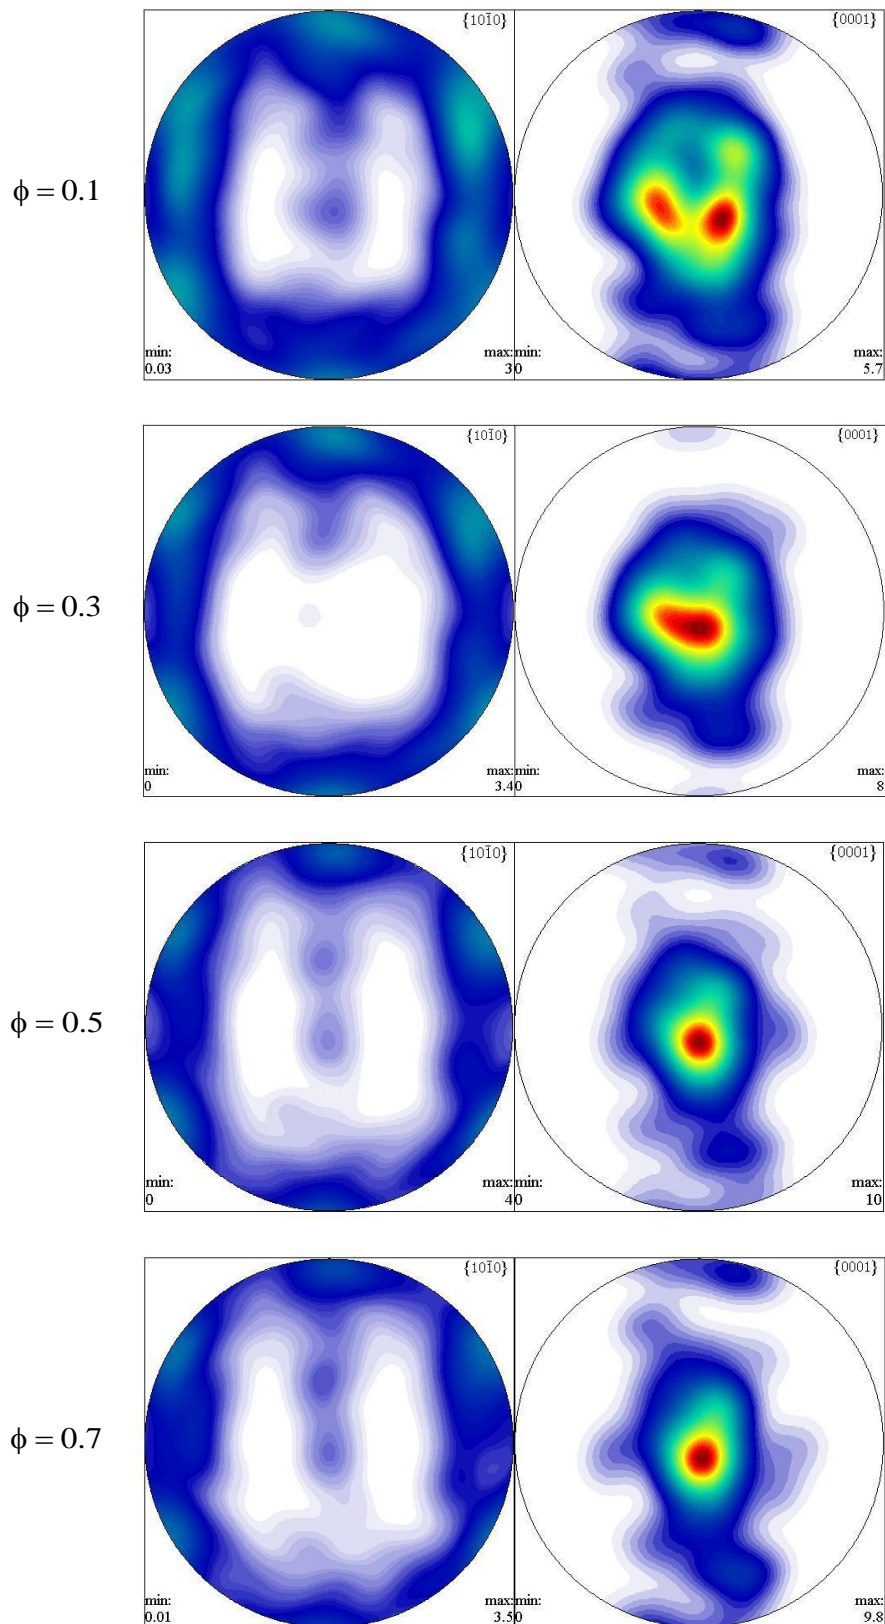 {101̄0} {0001}
ϕ = 0.1
min: max: min: max:
0.03 3 0 5.7
{101̄0} {0001}
ϕ = 0.3
min: max: min: max:
0 3.4 0 8
{101̄0} {0001}
ϕ = 0.5
min: max: min: max:
0 4 0 10
{101̄0} {0001}
ϕ = 0.7
min: max: min: max:
0.01 3.5 0 9.8